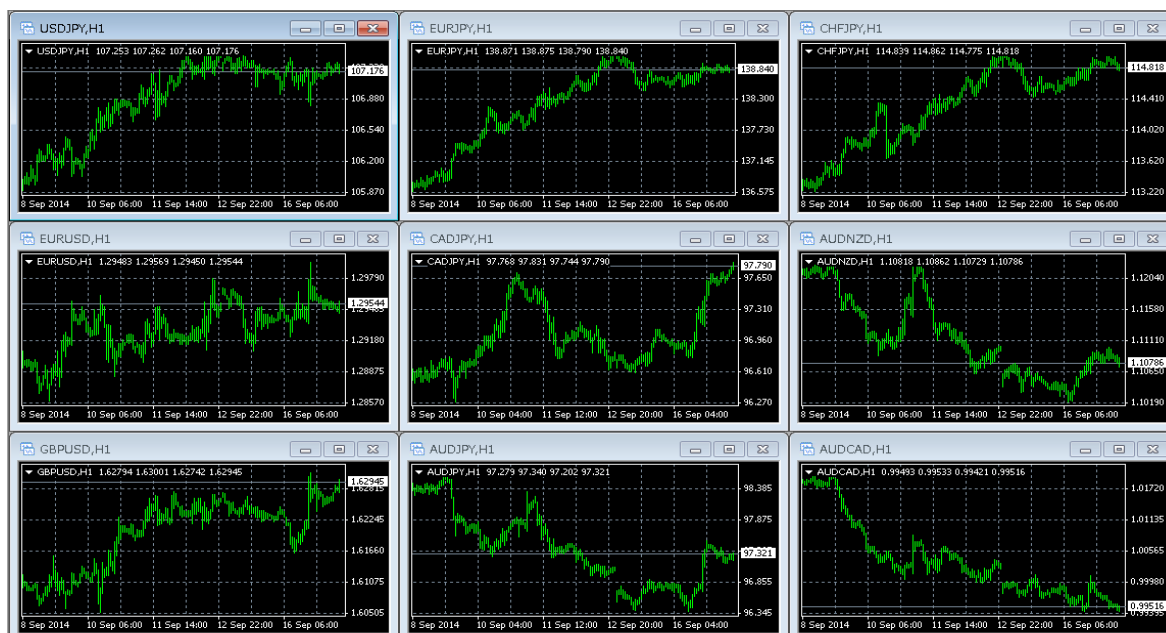 USDJPY,H1
USDJPY,H1 107.253 107.262 107.160 107.176
107.176
106.880
106.540
106.200
105.870
8 Sep 2014 10 Sep 06:00 11 Sep 14:00 12 Sep 22:00 16 Sep 06:00
EURJPY,H1
EURJPY,H1 138.871 138.875 138.790 138.840
138.840
138.300
137.730
137.145
136.575
8 Sep 2014 10 Sep 06:00 11 Sep 14:00 12 Sep 22:00 16 Sep 06:00
CHFJPY,H1
CHFJPY,H1 114.839 114.862 114.775 114.818
114.818
114.410
114.020
113.620
113.220
8 Sep 2014 10 Sep 06:00 11 Sep 14:00 12 Sep 22:00 16 Sep 06:00
EURUSD,H1
EURUSD,H1 1.29483 1.29569 1.29450 1.29544
1.29790
1.29544
1.29485
1.29180
1.28875
1.28570
8 Sep 2014 10 Sep 06:00 11 Sep 14:00 12 Sep 22:00 16 Sep 06:00
CADJPY,H1
CADJPY,H1 97.768 97.831 97.744 97.790
97.790
97.650
97.310
96.960
96.610
96.270
8 Sep 2014 10 Sep 04:00 11 Sep 12:00 12 Sep 20:00 16 Sep 04:00
AUDNZD,H1
AUDNZD,H1 1.10818 1.10862 1.10729 1.10786
1.12040
1.11580
1.11110
1.10786
1.10650
1.10190
8 Sep 2014 10 Sep 06:00 11 Sep 14:00 12 Sep 22:00 16 Sep 06:00
GBPUSD,H1
GBPUSD,H1 1.62794 1.63001 1.62742 1.62945
1.62945
1.62815
1.62245
1.61660
1.61075
1.60505
8 Sep 2014 10 Sep 06:00 11 Sep 14:00 12 Sep 22:00 16 Sep 06:00
AUDJPY,H1
AUDJPY,H1 97.279 97.340 97.202 97.321
98.385
97.875
97.321
96.855
96.345
8 Sep 2014 10 Sep 06:00 11 Sep 14:00 12 Sep 22:00 16 Sep 06:00
AUDCAD,H1
AUDCAD,H1 0.99493 0.99533 0.99421 0.99516
1.01720
1.01135
1.00565
0.99980
0.99516
0.99395
8 Sep 2014 10 Sep 06:00 11 Sep 14:00 12 Sep 22:00 16 Sep 06:00